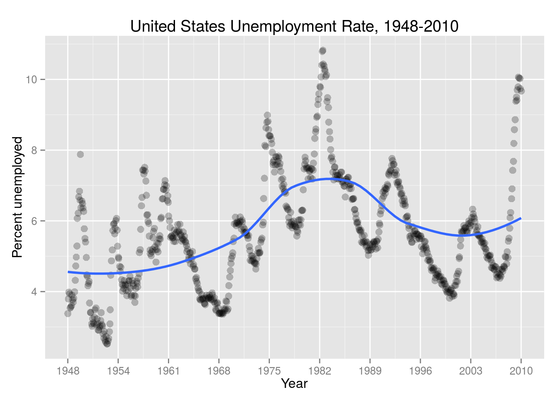 United States Unemployment Rate, 1948-2010
Percent unemployed
10
8
6
4
1948 1954 1961 1968 1975 1982 1989 1996 2003 2010
Year